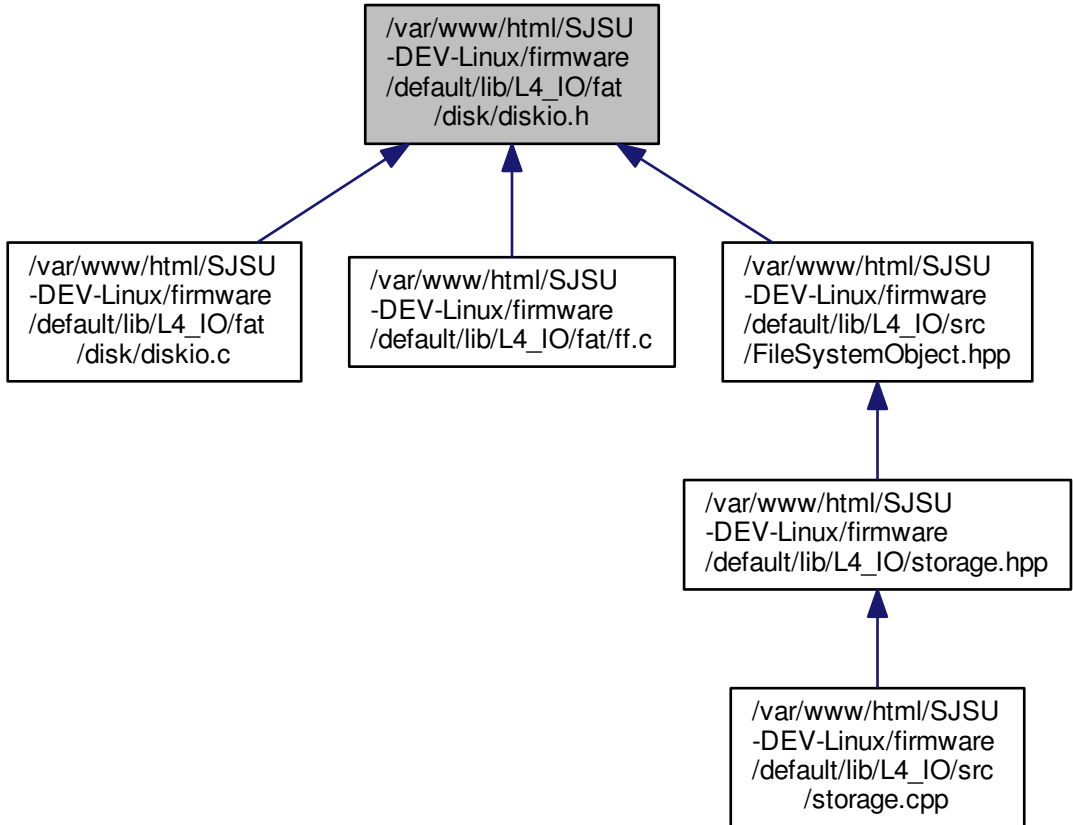 /var/www/html/SJSU
-DEV-Linux/firmware
/default/lib/L4_IO/fat
/disk/diskio.h
/var/www/html/SJSU
-DEV-Linux/firmware
/default/lib/L4_IO/fat
/disk/diskio.c
/var/www/html/SJSU
-DEV-Linux/firmware
/default/lib/L4_IO/fat/ff.c
/var/www/html/SJSU
-DEV-Linux/firmware
/default/lib/L4_IO/src
/FileSystemObject.hpp
/var/www/html/SJSU
-DEV-Linux/firmware
/default/lib/L4_IO/storage.hpp
/var/www/html/SJSU
-DEV-Linux/firmware
/default/lib/L4_IO/src
/storage.cpp